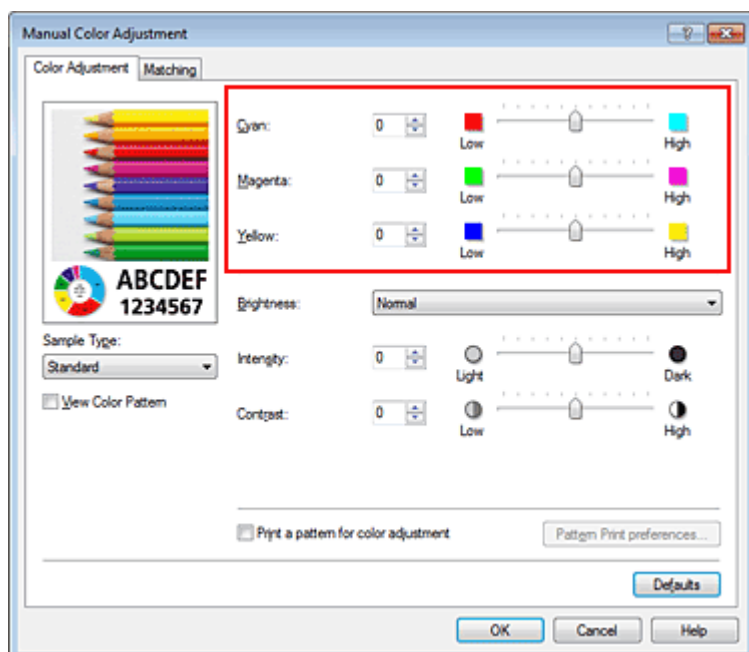 Manual Color Adjustment
Color Adjustment Matching
Cyan: 0 Low High
Magenta: 0 Low High
Yellow: 0 Low High
ABCDEF
1234567
Brightness: Normal
Sample Type:
Standard
Intensity: 0 Light Dark
View Color Pattern
Contrast: 0 Low High
Print a pattern for color adjustment Pattern Print preferences...
Defaults
OK Cancel Help